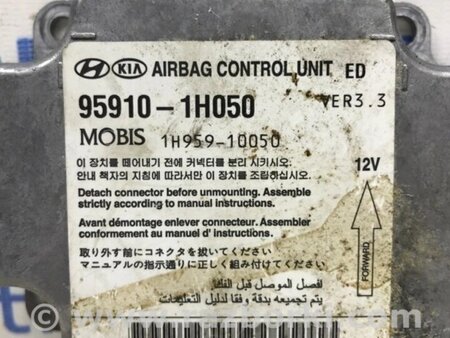 HYUNDAI KIA AIRBAG CONTROL UNIT ED
95910-1H050 VER3.3
MOBIS 1H959-10050
이 장치를 떼어내기 전에 커넥터를 분리 시키시오.
안내 책자의 지침에 따라서만 이 장치를 조립하십시오.
12V
Detach connector before unmounting. Assemble
strictly according to manual instructions.
Avant démontage enlever connecteur. Assembler
conformement au manuel d' instructions.
取り外す前にコネクタを抜いてください
マニュアルの指示通りに正しく組み付けてください
FORWARD
لفصل الموصل قبل الفك
يتم تجميعه بدقة وفقا لدليل التعليمات